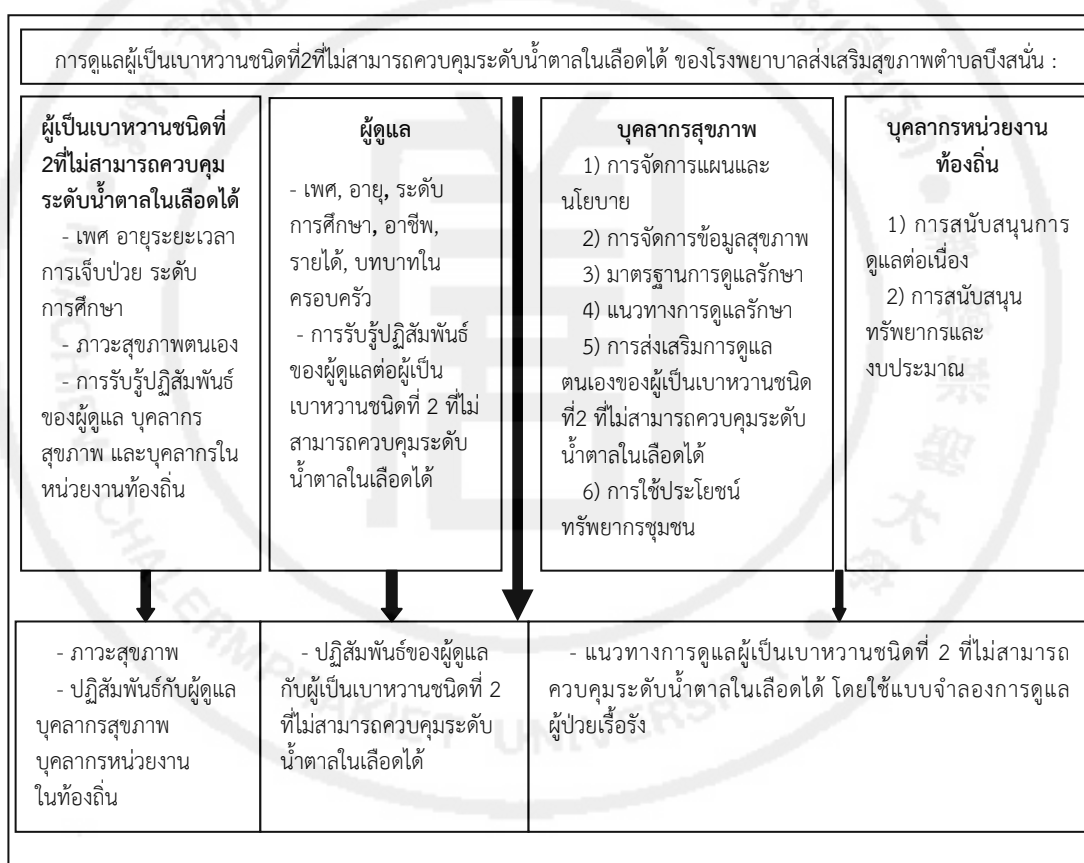 การดูแลผู้เป็นเบาหวานชนิดที่2ที่ไม่สามารถควบคุมระดับน้ำตาลในเลือดได้ ของโรงพยาบาลส่งเสริมสุขภาพตำบลบึงสนั่น :
ผู้เป็นเบาหวานชนิดที่
2ที่ไม่สามารถควบคุม
ระดับน้ำตาลในเลือดได้
- เพศ อายุระยะเวลา
การเจ็บป่วย ระดับ
การศึกษา
- ภาวะสุขภาพตนเอง
- การรับรู้ปฏิสัมพันธ์
ของผู้ดูแล บุคลากร
สุขภาพ และบุคลากรใน
หน่วยงานท้องถิ่น
ผู้ดูแล
- เพศ, อายุ, ระดับ
การศึกษา, อาชีพ,
รายได้, บทบาทใน
ครอบครัว
- การรับรู้ปฏิสัมพันธ์
ของผู้ดูแลต่อผู้เป็น
เบาหวานชนิดที่ 2 ที่ไม่
สามารถควบคุมระดับ
น้ำตาลในเลือดได้
บุคลากรสุขภาพ
1) การจัดการแผนและ
นโยบาย
2) การจัดการข้อมูลสุขภาพ
3) มาตรฐานการดูแลรักษา
4) แนวทางการดูแลรักษา
5) การส่งเสริมการดูแล
ตนเองของผู้เป็นเบาหวานชนิด
ที่2 ที่ไม่สามารถควบคุมระดับ
น้ำตาลในเลือดได้
6) การใช้ประโยชน์
ทรัพยากรชุมชน
บุคลากรหน่วยงาน
ท้องถิ่น
1) การสนับสนุนการ
ดูแลต่อเนื่อง
2) การสนับสนุน
ทรัพยากรและ
งบประมาณ
- ภาวะสุขภาพ
- ปฏิสัมพันธ์กับผู้ดูแล
บุคลากรสุขภาพ
บุคลากรหน่วยงาน
ในท้องถิ่น
- ปฏิสัมพันธ์ของผู้ดูแล
กับผู้เป็นเบาหวานชนิดที่ 2
ที่ไม่สามารถควบคุมระดับ
น้ำตาลในเลือดได้
- แนวทางการดูแลผู้เป็นเบาหวานชนิดที่ 2 ที่ไม่สามารถ
ควบคุมระดับน้ำตาลในเลือดได้ โดยใช้แบบจำลองการดูแล
ผู้ป่วยเรื้อรัง